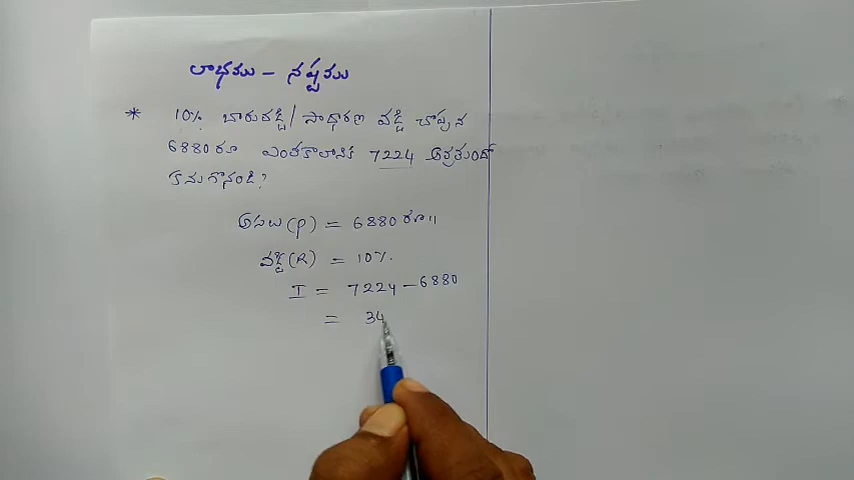 లాభము - నష్టము
* 10% బారువడ్డి / సాధారణ వడ్డి చొప్పున
6880 రూ ఎంతకాలానికి 7224 అవ్రతుందో
కనుగొనండి?
అసలు (P) = 6880 రూ॥
వడ్డి (R) = 10%.
I = 7224 - 6880
= 34